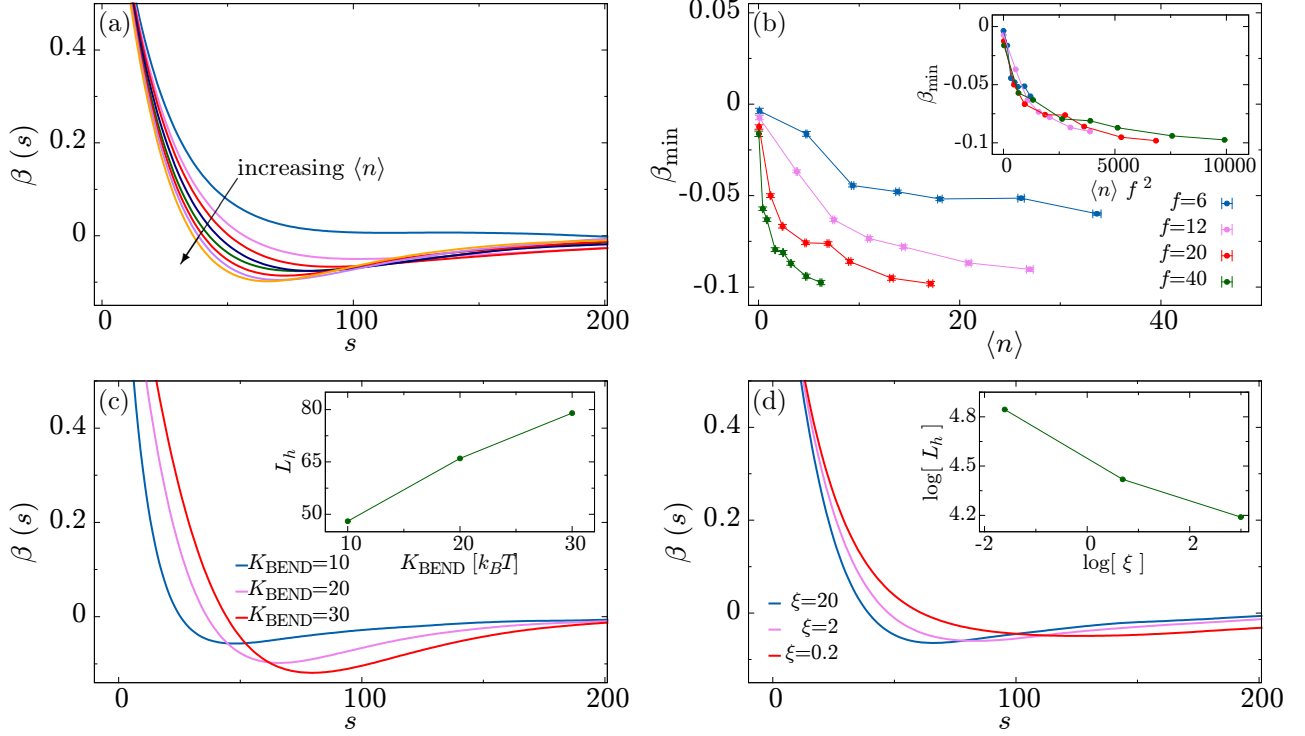 (a)
0.4
0.2
0
β (s)
increasing ⟨n⟩
0
100
200
s
(b)
0.05
0
-0.05
-0.1
β_min
0
20
40
⟨n⟩
0
-0.05
-0.1
β_min
0
5000
10000
⟨n⟩ f²
f=6
f=12
f=20
f=40
(c)
0.4
0.2
0
β (s)
0
100
200
s
80
65
50
L_h
10
20
30
K_BEND [k_BT]
K_BEND=10
K_BEND=20
K_BEND=30
(d)
0.4
0.2
0
β (s)
0
100
200
s
4.8
4.5
4.2
log[ L_h ]
-2
0
2
log[ ξ ]
ξ=20
ξ=2
ξ=0.2